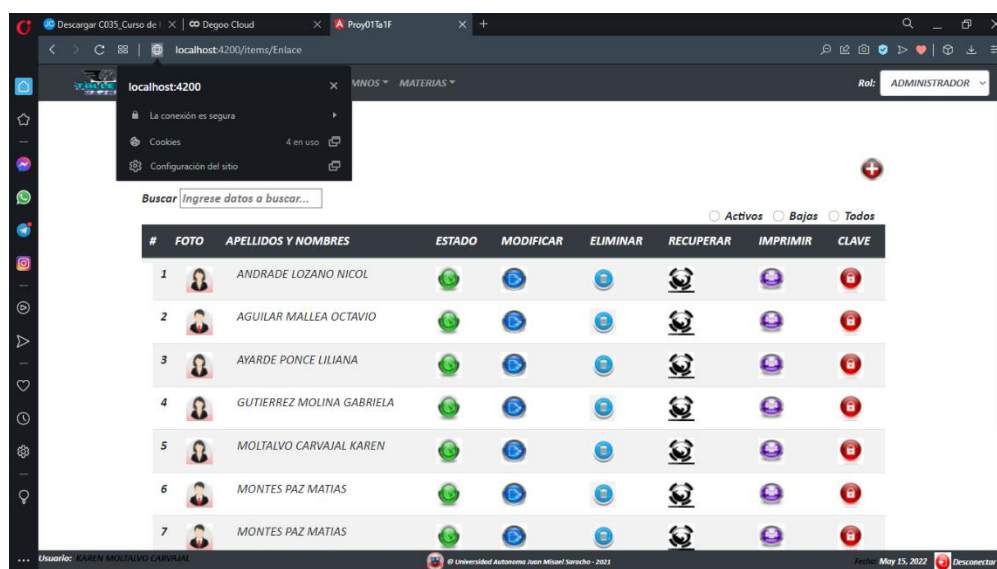 Descargar C035_Curso de
Degoo Cloud
Proy01Ta1F
localhost:4200/items/Enlace
localhost:4200
La conexión es segura
Cookies 4 en uso
Configuración del sitio
MNOS MATERIAS
Rol: ADMINISTRADOR
Buscar Ingrese datos a buscar...
Activos Bajas Todos
# FOTO APELLIDOS Y NOMBRES ESTADO MODIFICAR ELIMINAR RECUPERAR IMPRIMIR CLAVE
1 ANDRADE LOZANO NICOL
2 AGUILAR MALLEA OCTAVIO
3 AYARDE PONCE LILIANA
4 GUTIERREZ MOLINA GABRIELA
5 MOLTALVO CARVAJAL KAREN
6 MONTES PAZ MATIAS
7 MONTES PAZ MATIAS
Usuario: KAREN MOLTALVO CARVAJAL
© Universidad Autonoma Juan Misael Saracho - 2021
Fecha: May 15, 2022 Desconectar